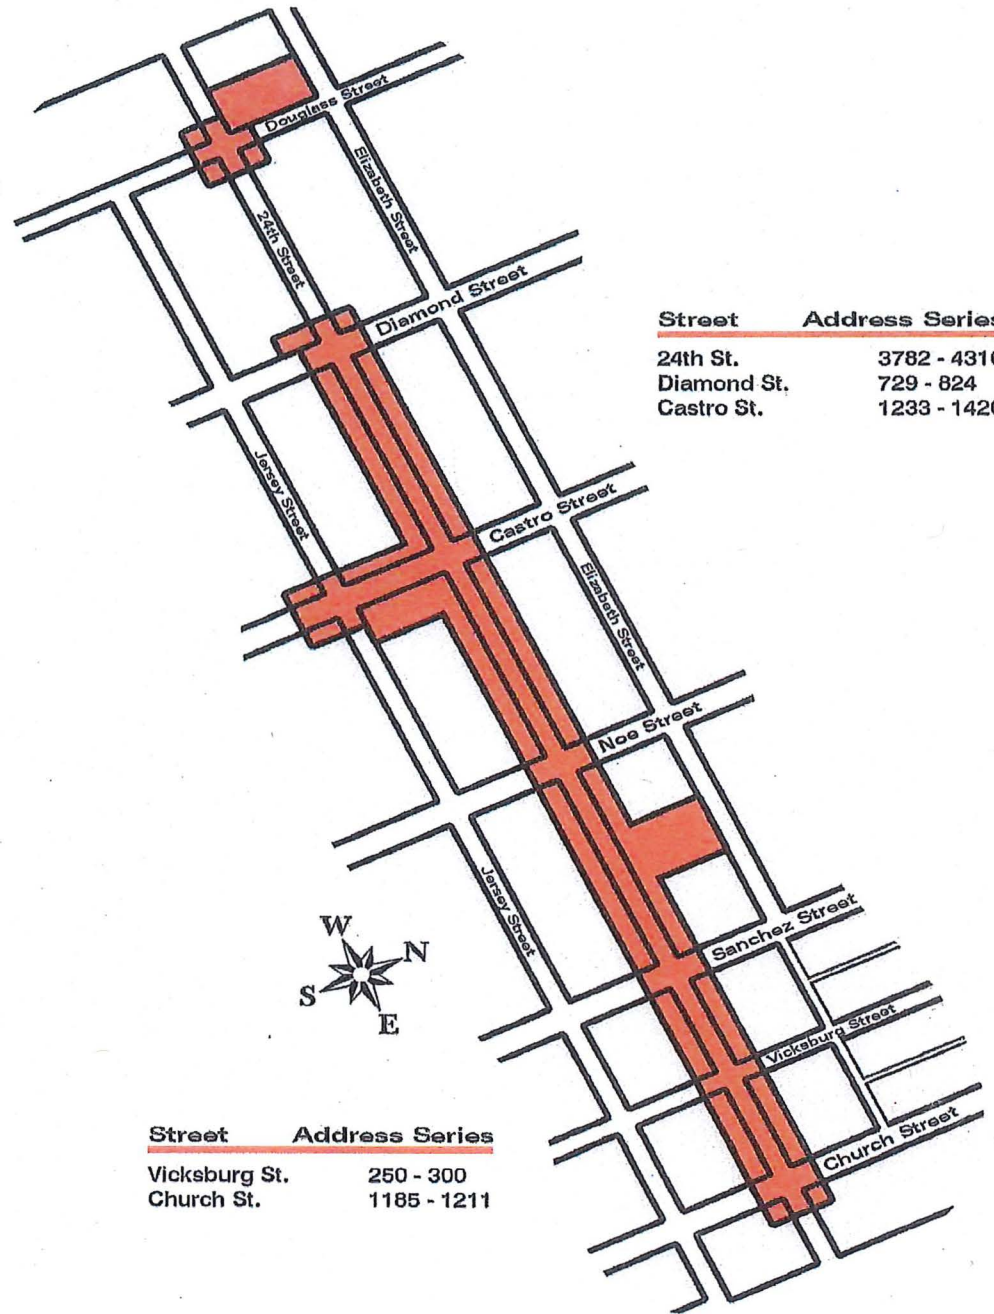 Douglass Street
Elizabeth Street
24th Street
Diamond Street
Street Address Series
24th St. 3782 - 431
Diamond St. 729 - 824
Castro St. 1233 - 142
Jersey Street
Castro Street
Elizabeth Street
Noe Street
Jersey Street
Sanchez Street
W
N
S
E
Vicksburg Street
Church Street
Street Address Series
Vicksburg St. 250 - 300
Church St. 1185 - 1211